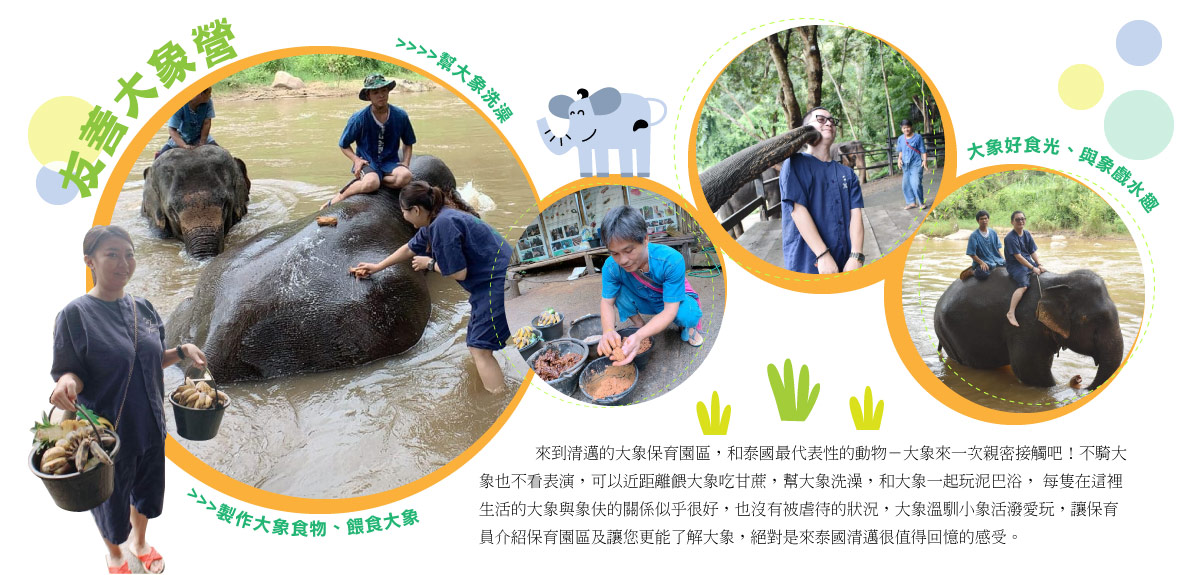 友善大象營
>>>>幫大象洗澡
大象好食光、與象戲水趣
>>>製作大象食物、餵食大象
來到清邁的大象保育園區，和泰國最代表性的動物－大象來一次親密接觸吧！不騎大
象也不看表演，可以近距離餵大象吃甘蔗，幫大象洗澡，和大象一起玩泥巴浴， 每隻在這裡
生活的大象與象伕的關係似乎很好，也沒有被虐待的狀況，大象溫馴小象活潑愛玩，讓保育
員介紹保育園區及讓您更能了解大象，絕對是來泰國清邁很值得回憶的感受。